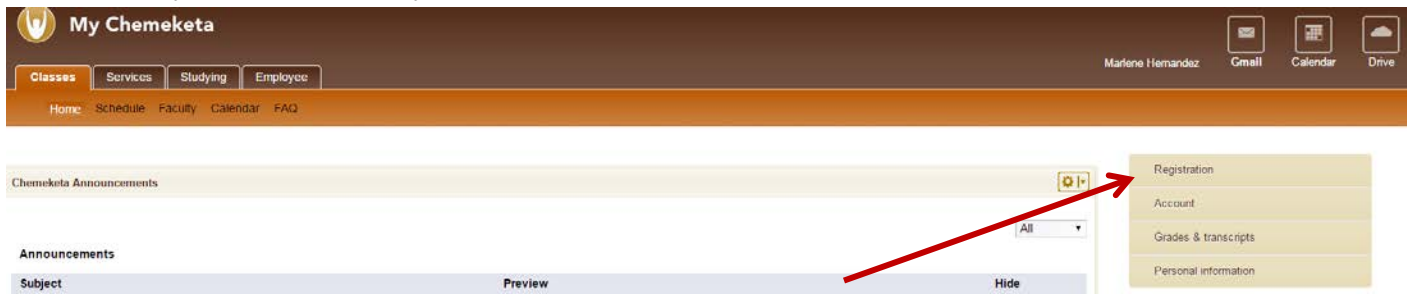 My Chemeketa
Marlene Hernandez Gmail Calendar Drive
Classes Services Studying Employee
Home Schedule Faculty Calendar FAQ
Chemeketa Announcements
All
Announcements
Subject Preview Hide
Registration
Account
Grades & transcripts
Personal information